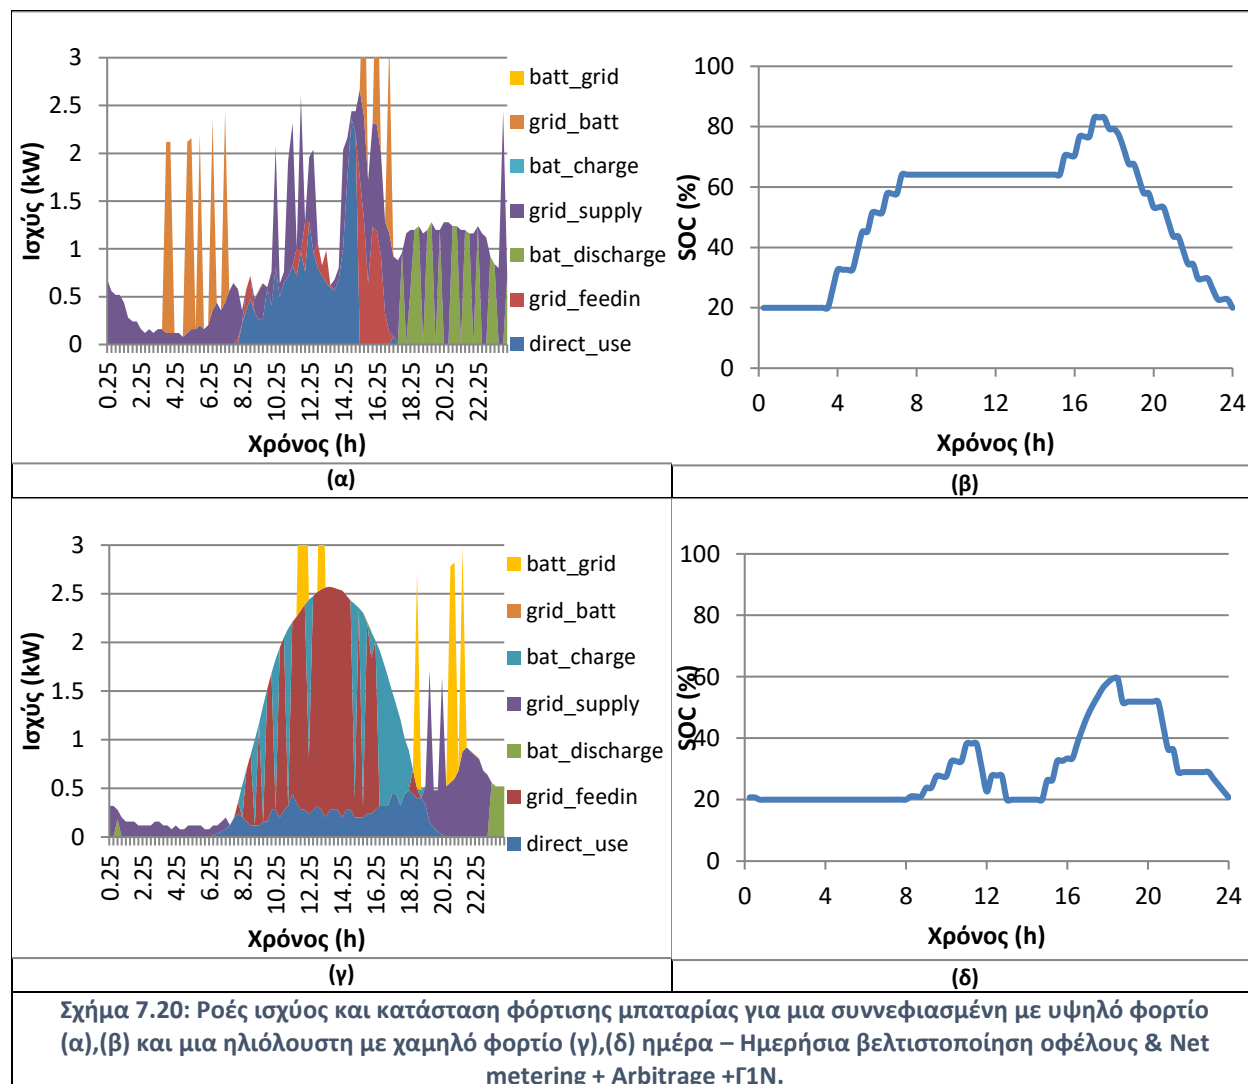 3
2.5
2
1.5
1
0.5
0
Ισχύς (kW)
0.25
2.25
4.25
6.25
8.25
10.25
12.25
14.25
16.25
18.25
20.25
22.25
Χρόνος (h)
batt_grid
grid_batt
bat_charge
grid_supply
bat_discharge
grid_feedin
direct_use
(α)
100
80
60
40
20
0
SOC (%)
0 4 8 12 16 20 24
Χρόνος (h)
(β)
3
2.5
2
1.5
1
0.5
0
Ισχύς (kW)
0.25
2.25
4.25
6.25
8.25
10.25
12.25
14.25
16.25
18.25
20.25
22.25
Χρόνος (h)
batt_grid
grid_batt
bat_charge
grid_supply
bat_discharge
grid_feedin
direct_use
(γ)
100
80
60
40
20
0
SOC (%)
0 4 8 12 16 20 24
Χρόνος (h)
(δ)
Σχήμα 7.20: Ροές ισχύος και κατάσταση φόρτισης μπαταρίας για μια συννεφιασμένη με υψηλό φορτίο
(α),(β) και μια ηλιόλουστη με χαμηλό φορτίο (γ),(δ) ημέρα – Ημερήσια βελτιστοποίηση οφέλους & Net
metering + Arbitrage +Γ1Ν.